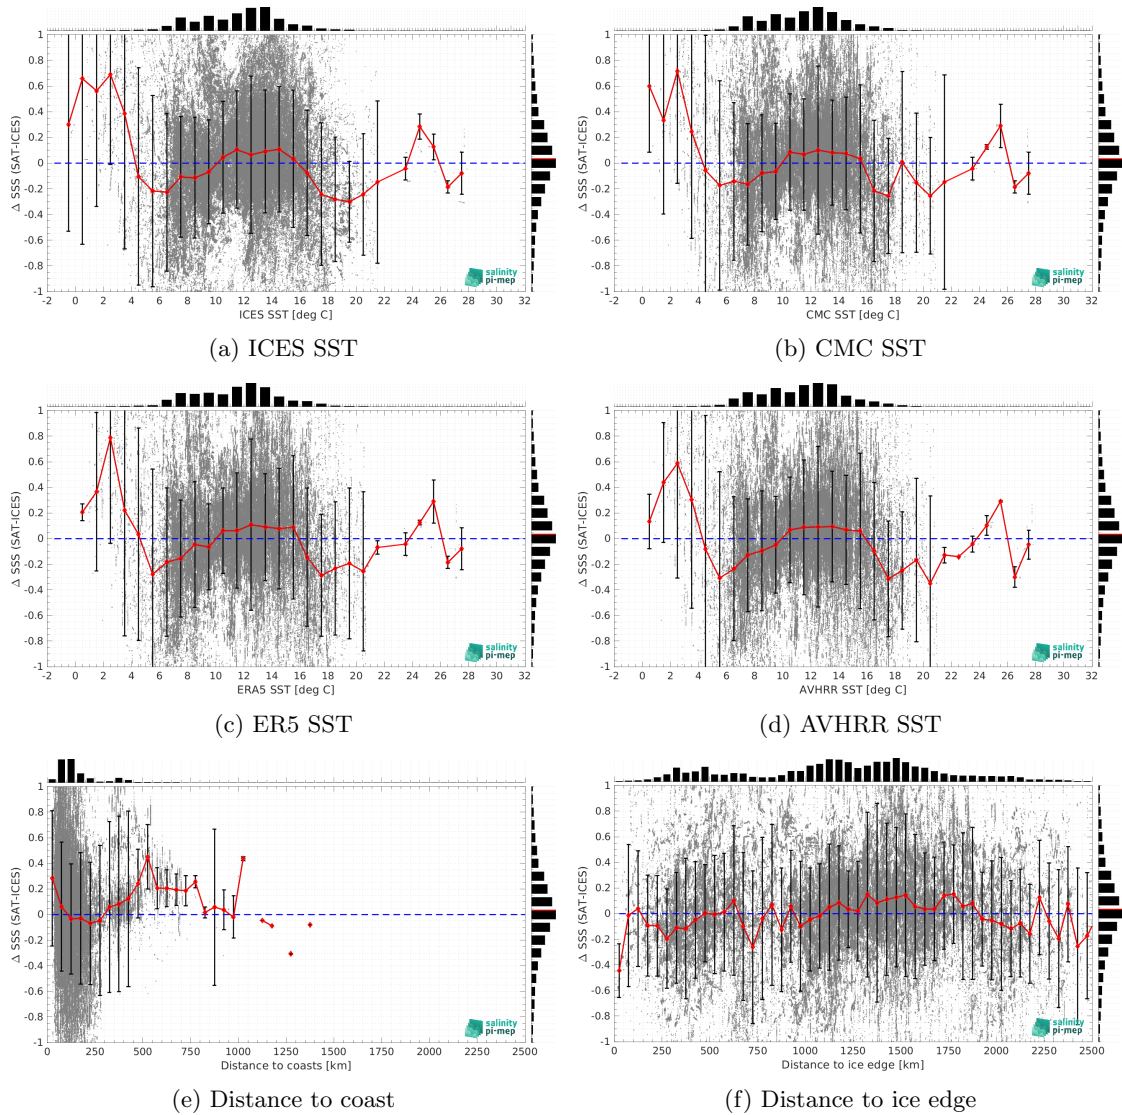 1
0.8
0.6
0.4
0.2
0
-0.2
-0.4
-0.6
-0.8
-1
Δ SSS (SAT-ICES)
-2 0 2 4 6 8 10 12 14 16 18 20 22 24 26 28 30 32
ICES SST [deg C]
salinity
pi-mep
(a) ICES SST
1
0.8
0.6
0.4
0.2
0
-0.2
-0.4
-0.6
-0.8
-1
Δ SSS (SAT-ICES)
-2 0 2 4 6 8 10 12 14 16 18 20 22 24 26 28 30 32
CMC SST [deg C]
salinity
pi-mep
(b) CMC SST
1
0.8
0.6
0.4
0.2
0
-0.2
-0.4
-0.6
-0.8
-1
Δ SSS (SAT-ICES)
-2 0 2 4 6 8 10 12 14 16 18 20 22 24 26 28 30 32
ERA5 SST [deg C]
salinity
pi-mep
(c) ER5 SST
1
0.8
0.6
0.4
0.2
0
-0.2
-0.4
-0.6
-0.8
-1
Δ SSS (SAT-ICES)
-2 0 2 4 6 8 10 12 14 16 18 20 22 24 26 28 30 32
AVHRR SST [deg C]
salinity
pi-mep
(d) AVHRR SST
1
0.8
0.6
0.4
0.2
0
-0.2
-0.4
-0.6
-0.8
-1
Δ SSS (SAT-ICES)
0 250 500 750 1000 1250 1500 1750 2000 2250 2500
Distance to coasts [km]
salinity
pi-mep
(e) Distance to coast
1
0.8
0.6
0.4
0.2
0
-0.2
-0.4
-0.6
-0.8
-1
Δ SSS (SAT-ICES)
0 250 500 750 1000 1250 1500 1750 2000 2250 2500
Distance to ice edge [km]
salinity
pi-mep
(f) Distance to ice edge